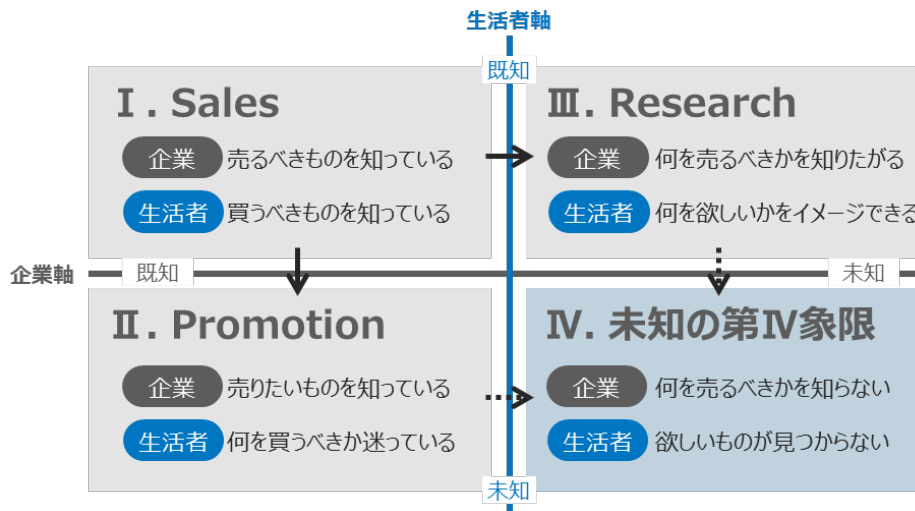 生活者軸
既知
Ⅰ. Sales
企業 売るべきものを知っている
生活者 買うべきものを知っている
Ⅲ. Research
企業 何を売るべきかを知りたがる
生活者 何を欲しいかをイメージできる
企業軸
既知
未知
Ⅱ. Promotion
企業 売りたいものを知っている
生活者 何を買うべきか迷っている
Ⅳ. 未知の第Ⅳ象限
企業 何を売るべきかを知らない
生活者 欲しいものが見つからない
未知